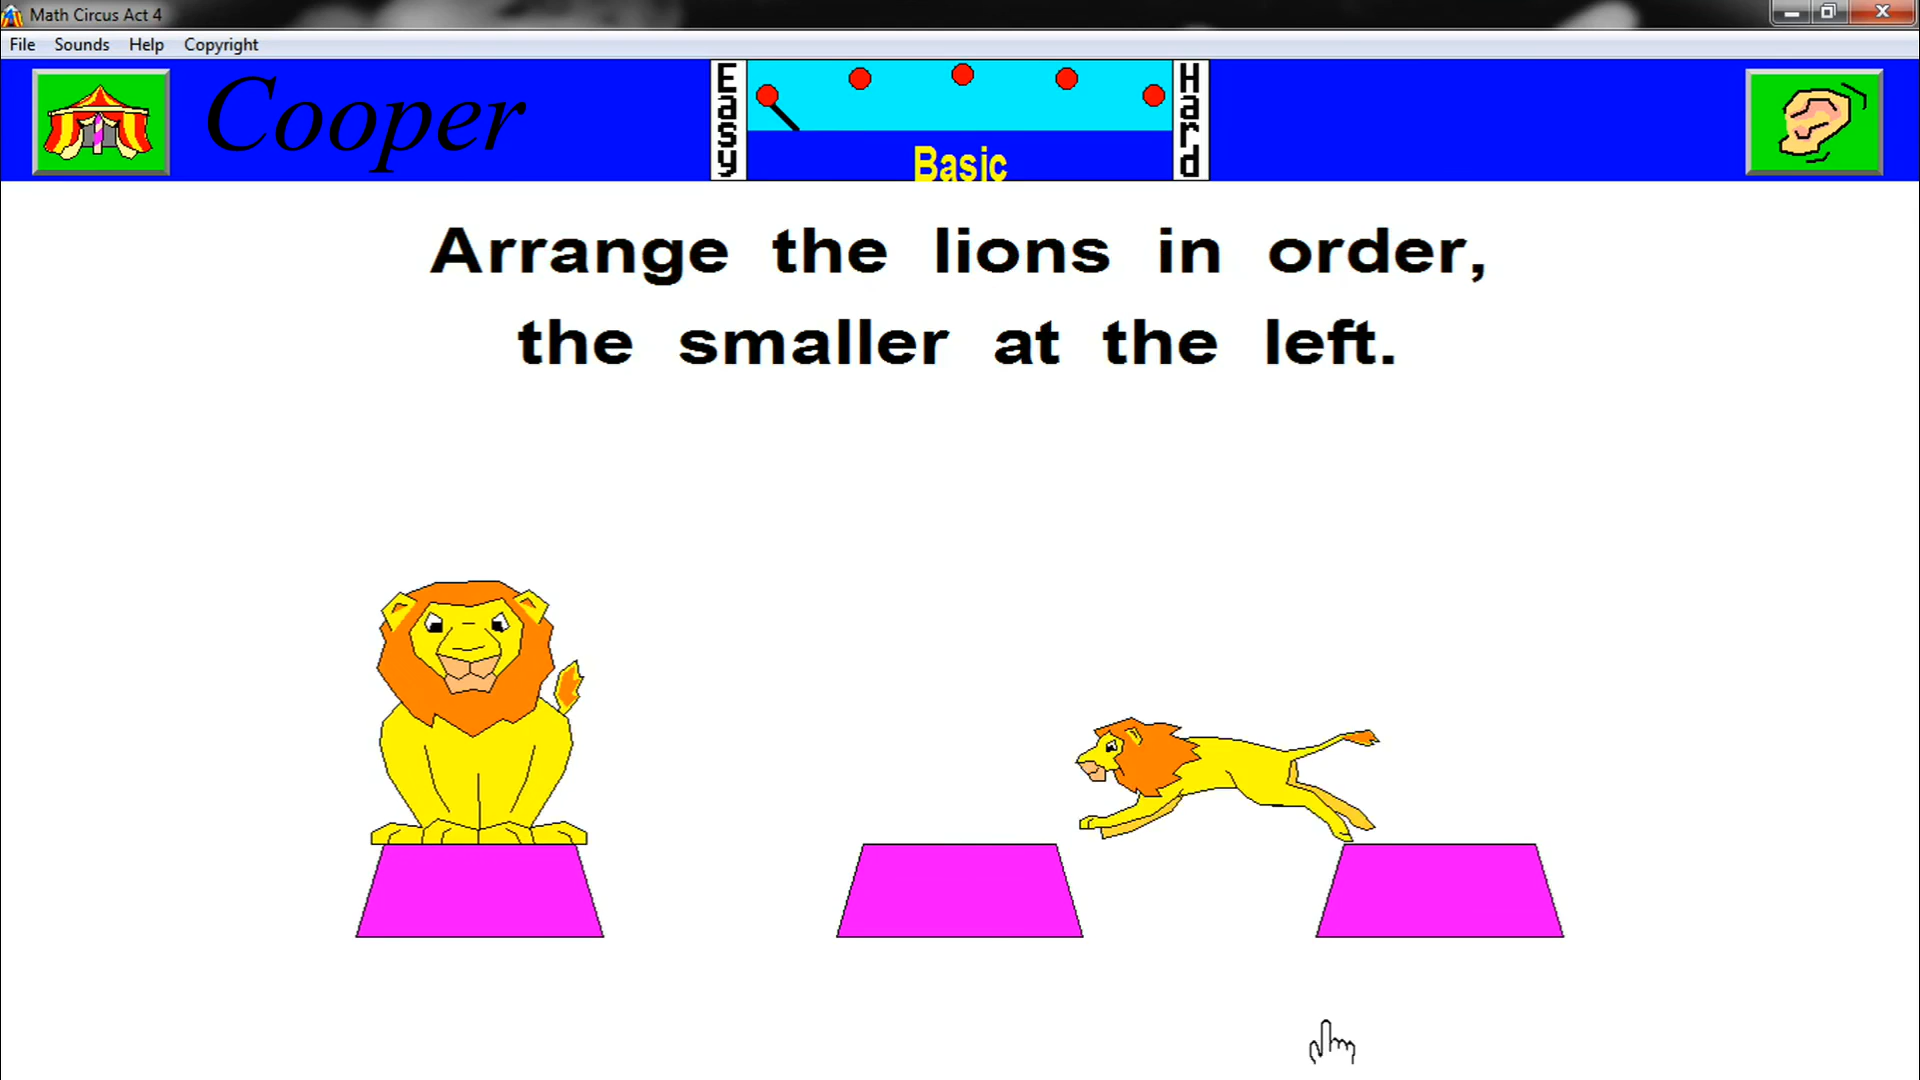 Math Circus Act 4
File Sounds Help Copyright
Cooper
Easy
Hard
Basic
Arrange the lions in order,
the smaller at the left.